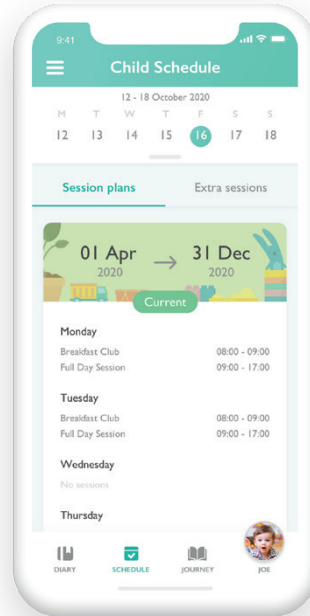 9:41
Child Schedule
12 - 18 October 2020
M T W T F S S
12 13 14 15 16 17 18
Session plans Extra sessions
01 Apr → 31 Dec
2020 2020
Current
Monday
Breakfast Club 08:00 - 09:00
Full Day Session 09:00 - 17:00
Tuesday
Breakfast Club 08:00 - 09:00
Full Day Session 09:00 - 17:00
Wednesday
No sessions
Thursday
DIARY SCHEDULE JOURNEY JOE